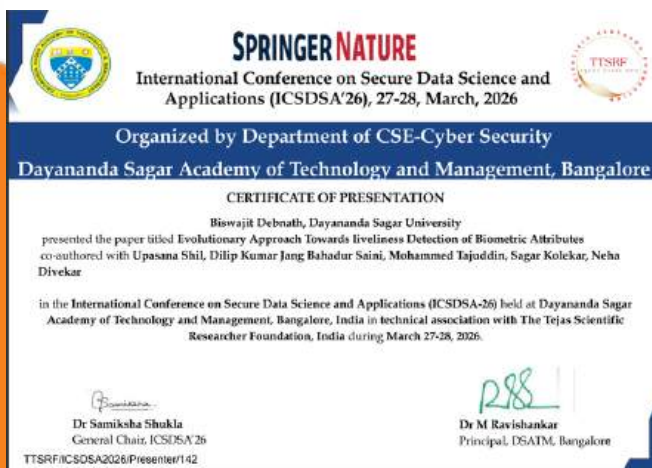 SPRINGER NATURE
International Conference on Secure Data Science and
Applications (ICSDSA'26), 27-28, March, 2026
TTSRF
Organized by Department of CSE-Cyber Security
Dayananda Sagar Academy of Technology and Management, Bangalore
CERTIFICATE OF PRESENTATION
Biswajit Debnath, Dayananda Sagar University
presented the paper titled Evolutionary Approach Towards liveliness Detection of Biometric Attributes
co-authored with Upasana Shil, Dilip Kumar Jang Bahadur Saini, Mohammed Tajuddin, Sagar Kolekar, Neha
Divekar
in the International Conference on Secure Data Science and Applications (ICSDSA-26) held at Dayananda Sagar
Academy of Technology and Management, Bangalore, India in technical association with The Tejas Scientific
Researcher Foundation, India during March 27-28, 2026.
Dr Samiksha Shukla
General Chair, ICSDSA'26
Dr M Ravishankar
Principal, DSATM, Bangalore
TTSRF/ICSDSA2026/Presenter/142